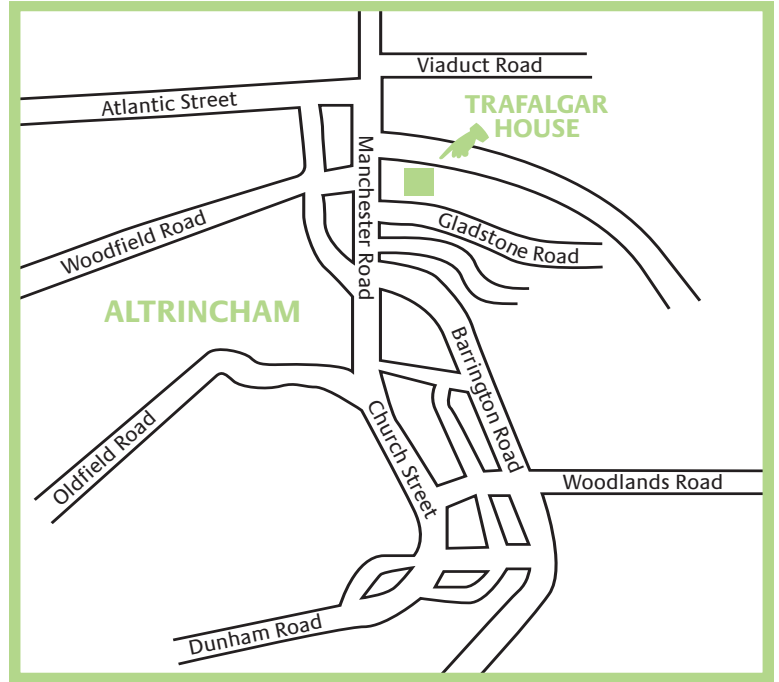 Viaduct Road
Atlantic Street
TRAFALGAR
HOUSE
Manchester Road
Woodfield Road
Gladstone Road
ALTRINCHAM
Barrington Road
Oldfield Road
Church Street
Woodlands Road
Dunham Road